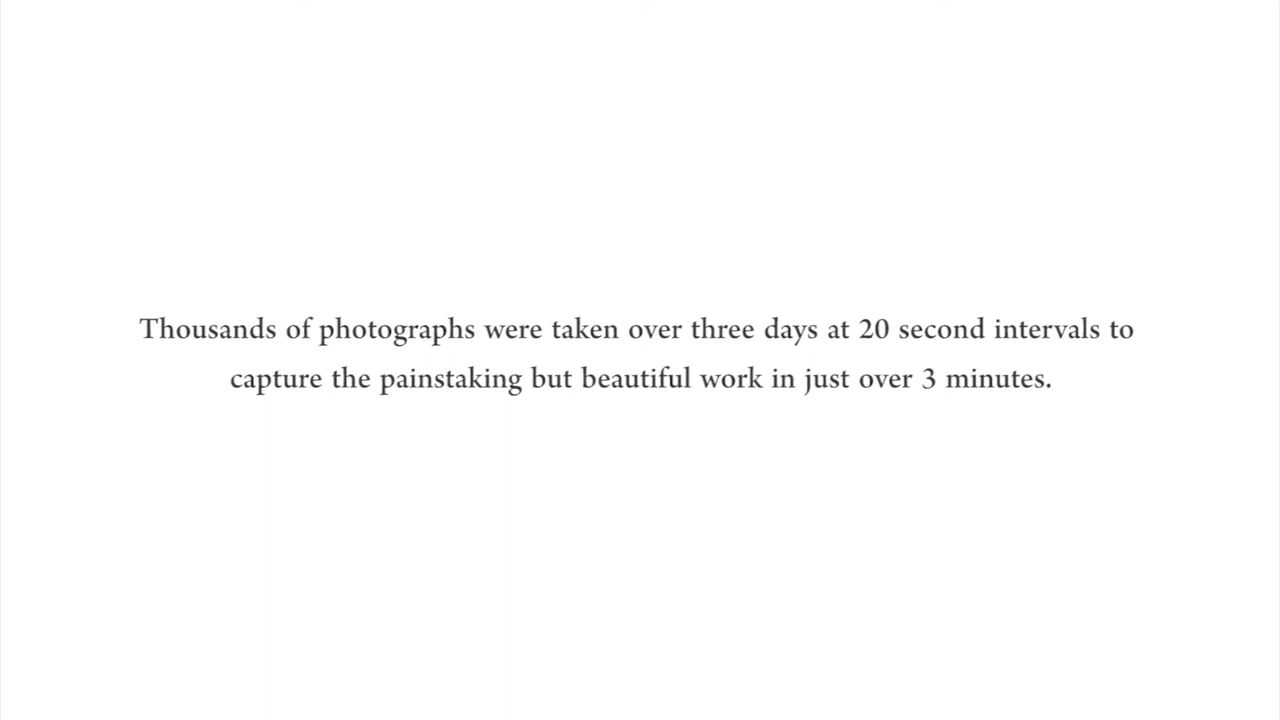 Thousands of photographs were taken over three days at 20 second intervals to
capture the painstaking but beautiful work in just over 3 minutes.